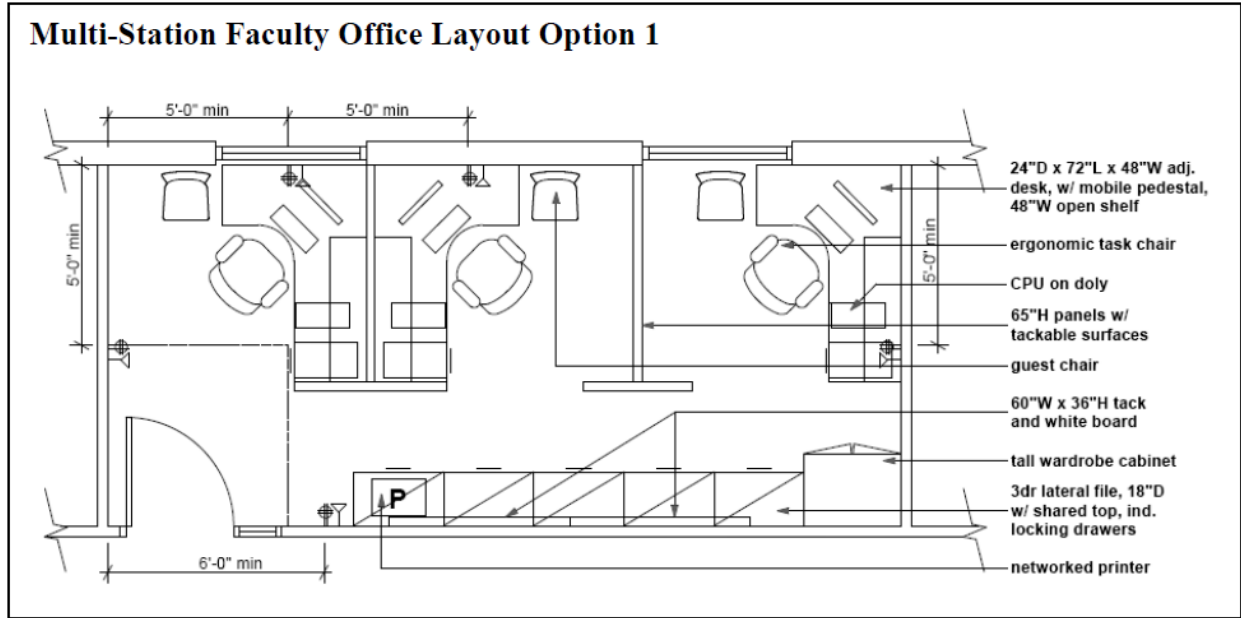 Multi-Station Faculty Office Layout Option 1
5'-0" min
5'-0" min
24"D x 72"L x 48"W adj.
desk, w/ mobile pedestal,
48"W open shelf
5'-0" min
5'-0" min
ergonomic task chair
CPU on doly
65"H panels w/
tackable surfaces
guest chair
60"W x 36"H tack
and white board
tall wardrobe cabinet
P
3dr lateral file, 18"D
w/ shared top, ind.
locking drawers
6'-0" min
networked printer